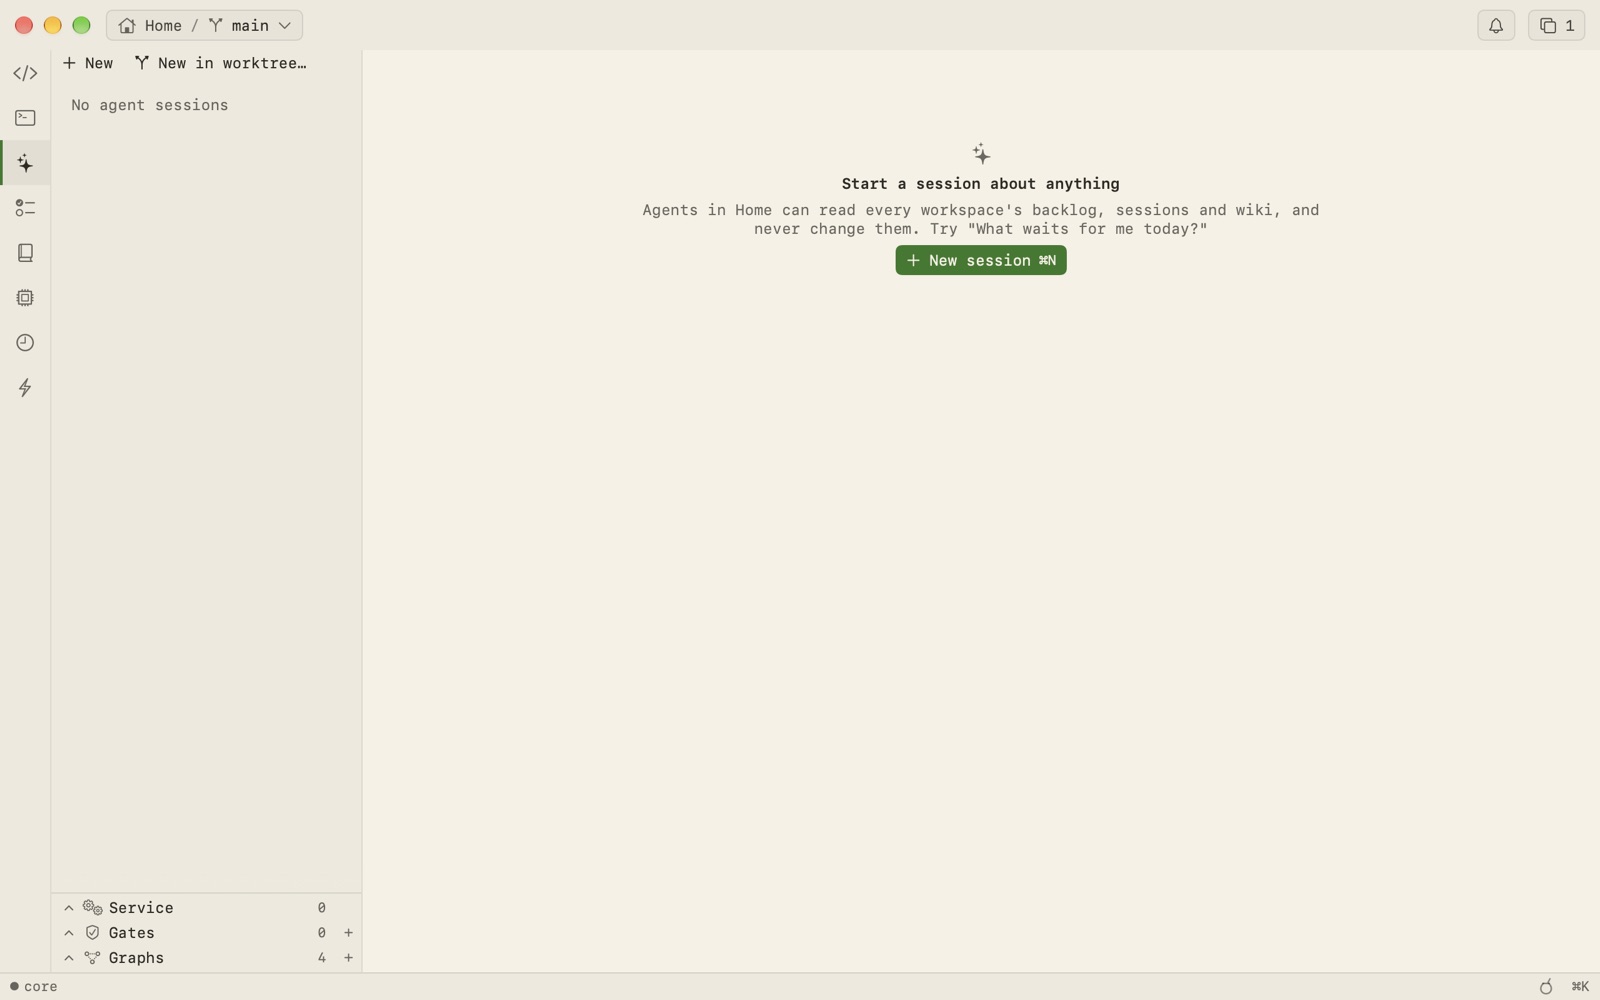 Home / main
1
+ New
New in worktree…
No agent sessions
Start a session about anything
Agents in Home can read every workspace's backlog, sessions and wiki, and
never change them. Try "What waits for me today?"
+ New session ⌘N
Service 0
Gates 0 +
Graphs 4 +
core
⌘K